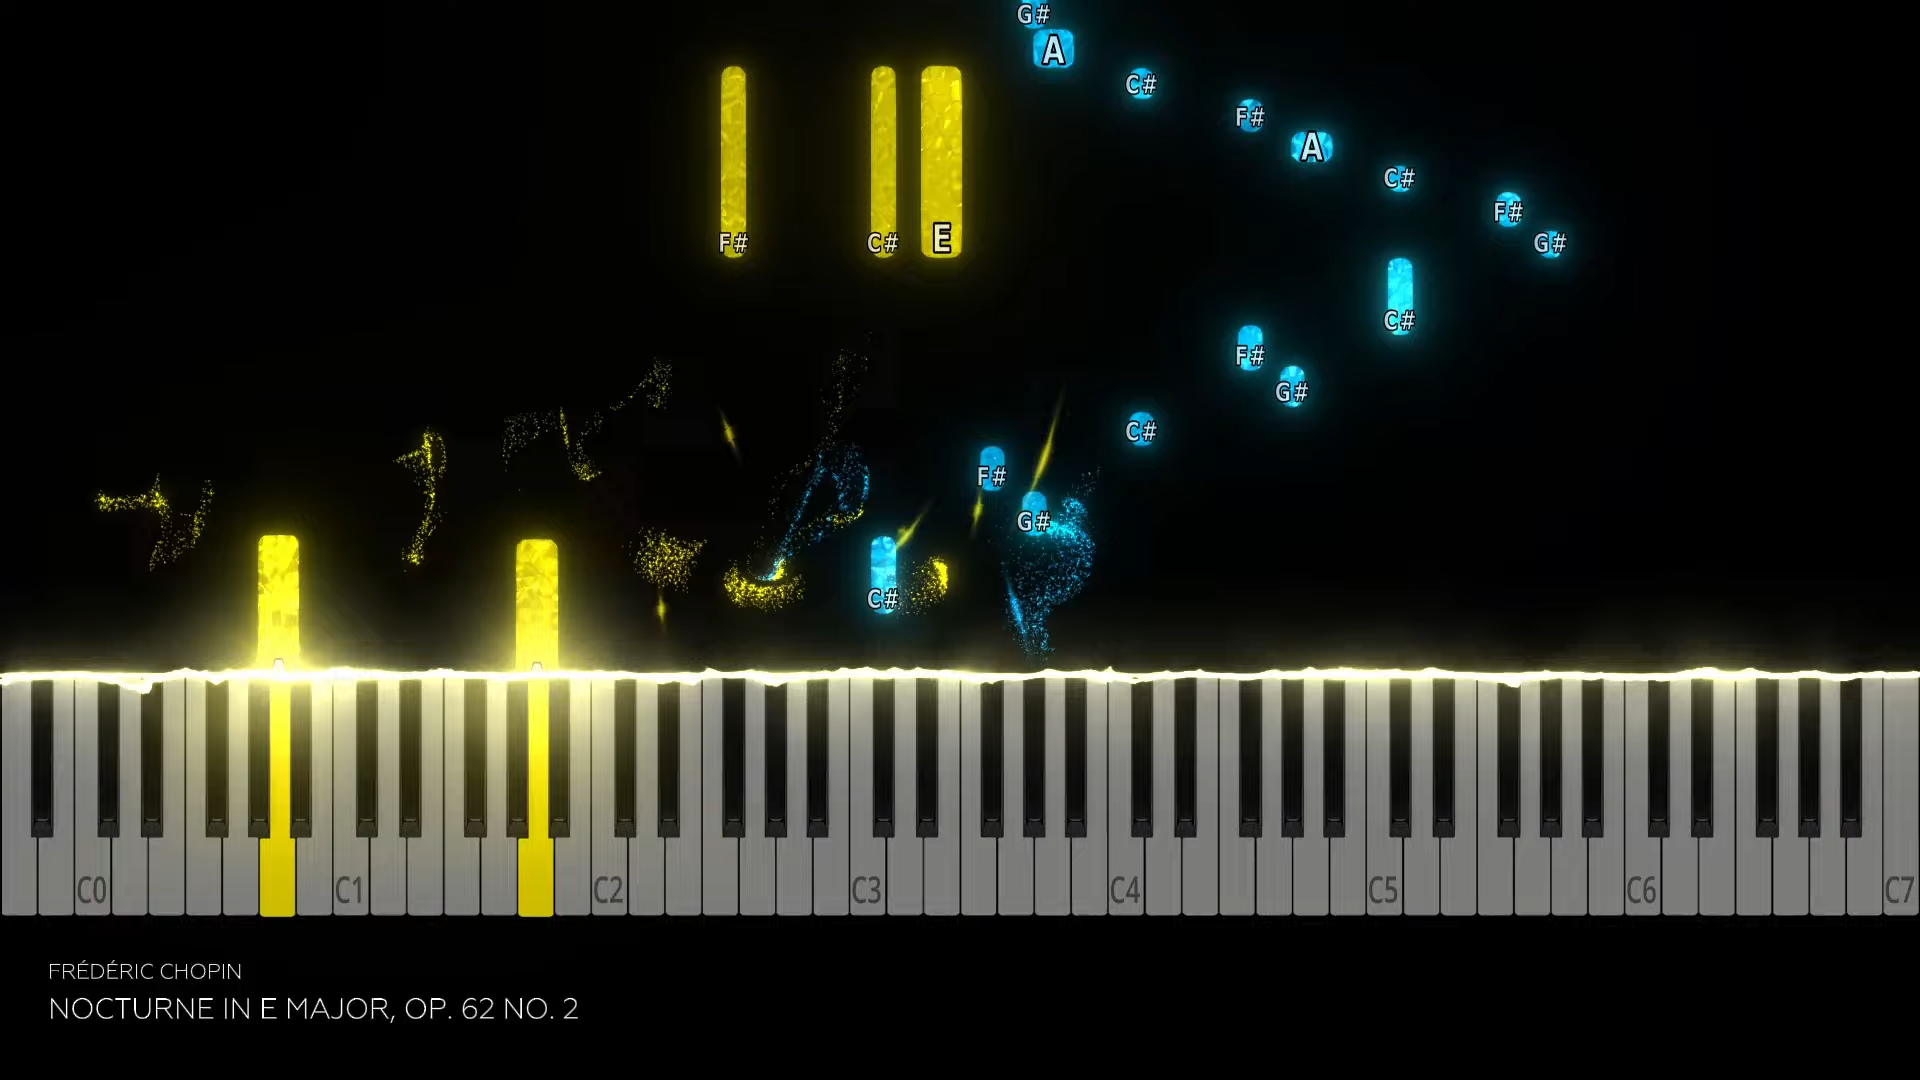 G#
A
C#
F#
A
C#
F#
F# C# E G#
C#
F#
G#
C#
F#
G#
C#
C0 C1 C2 C3 C4 C5 C6 C7
FRÉDÉRIC CHOPIN
NOCTURNE IN E MAJOR, OP. 62 NO. 2